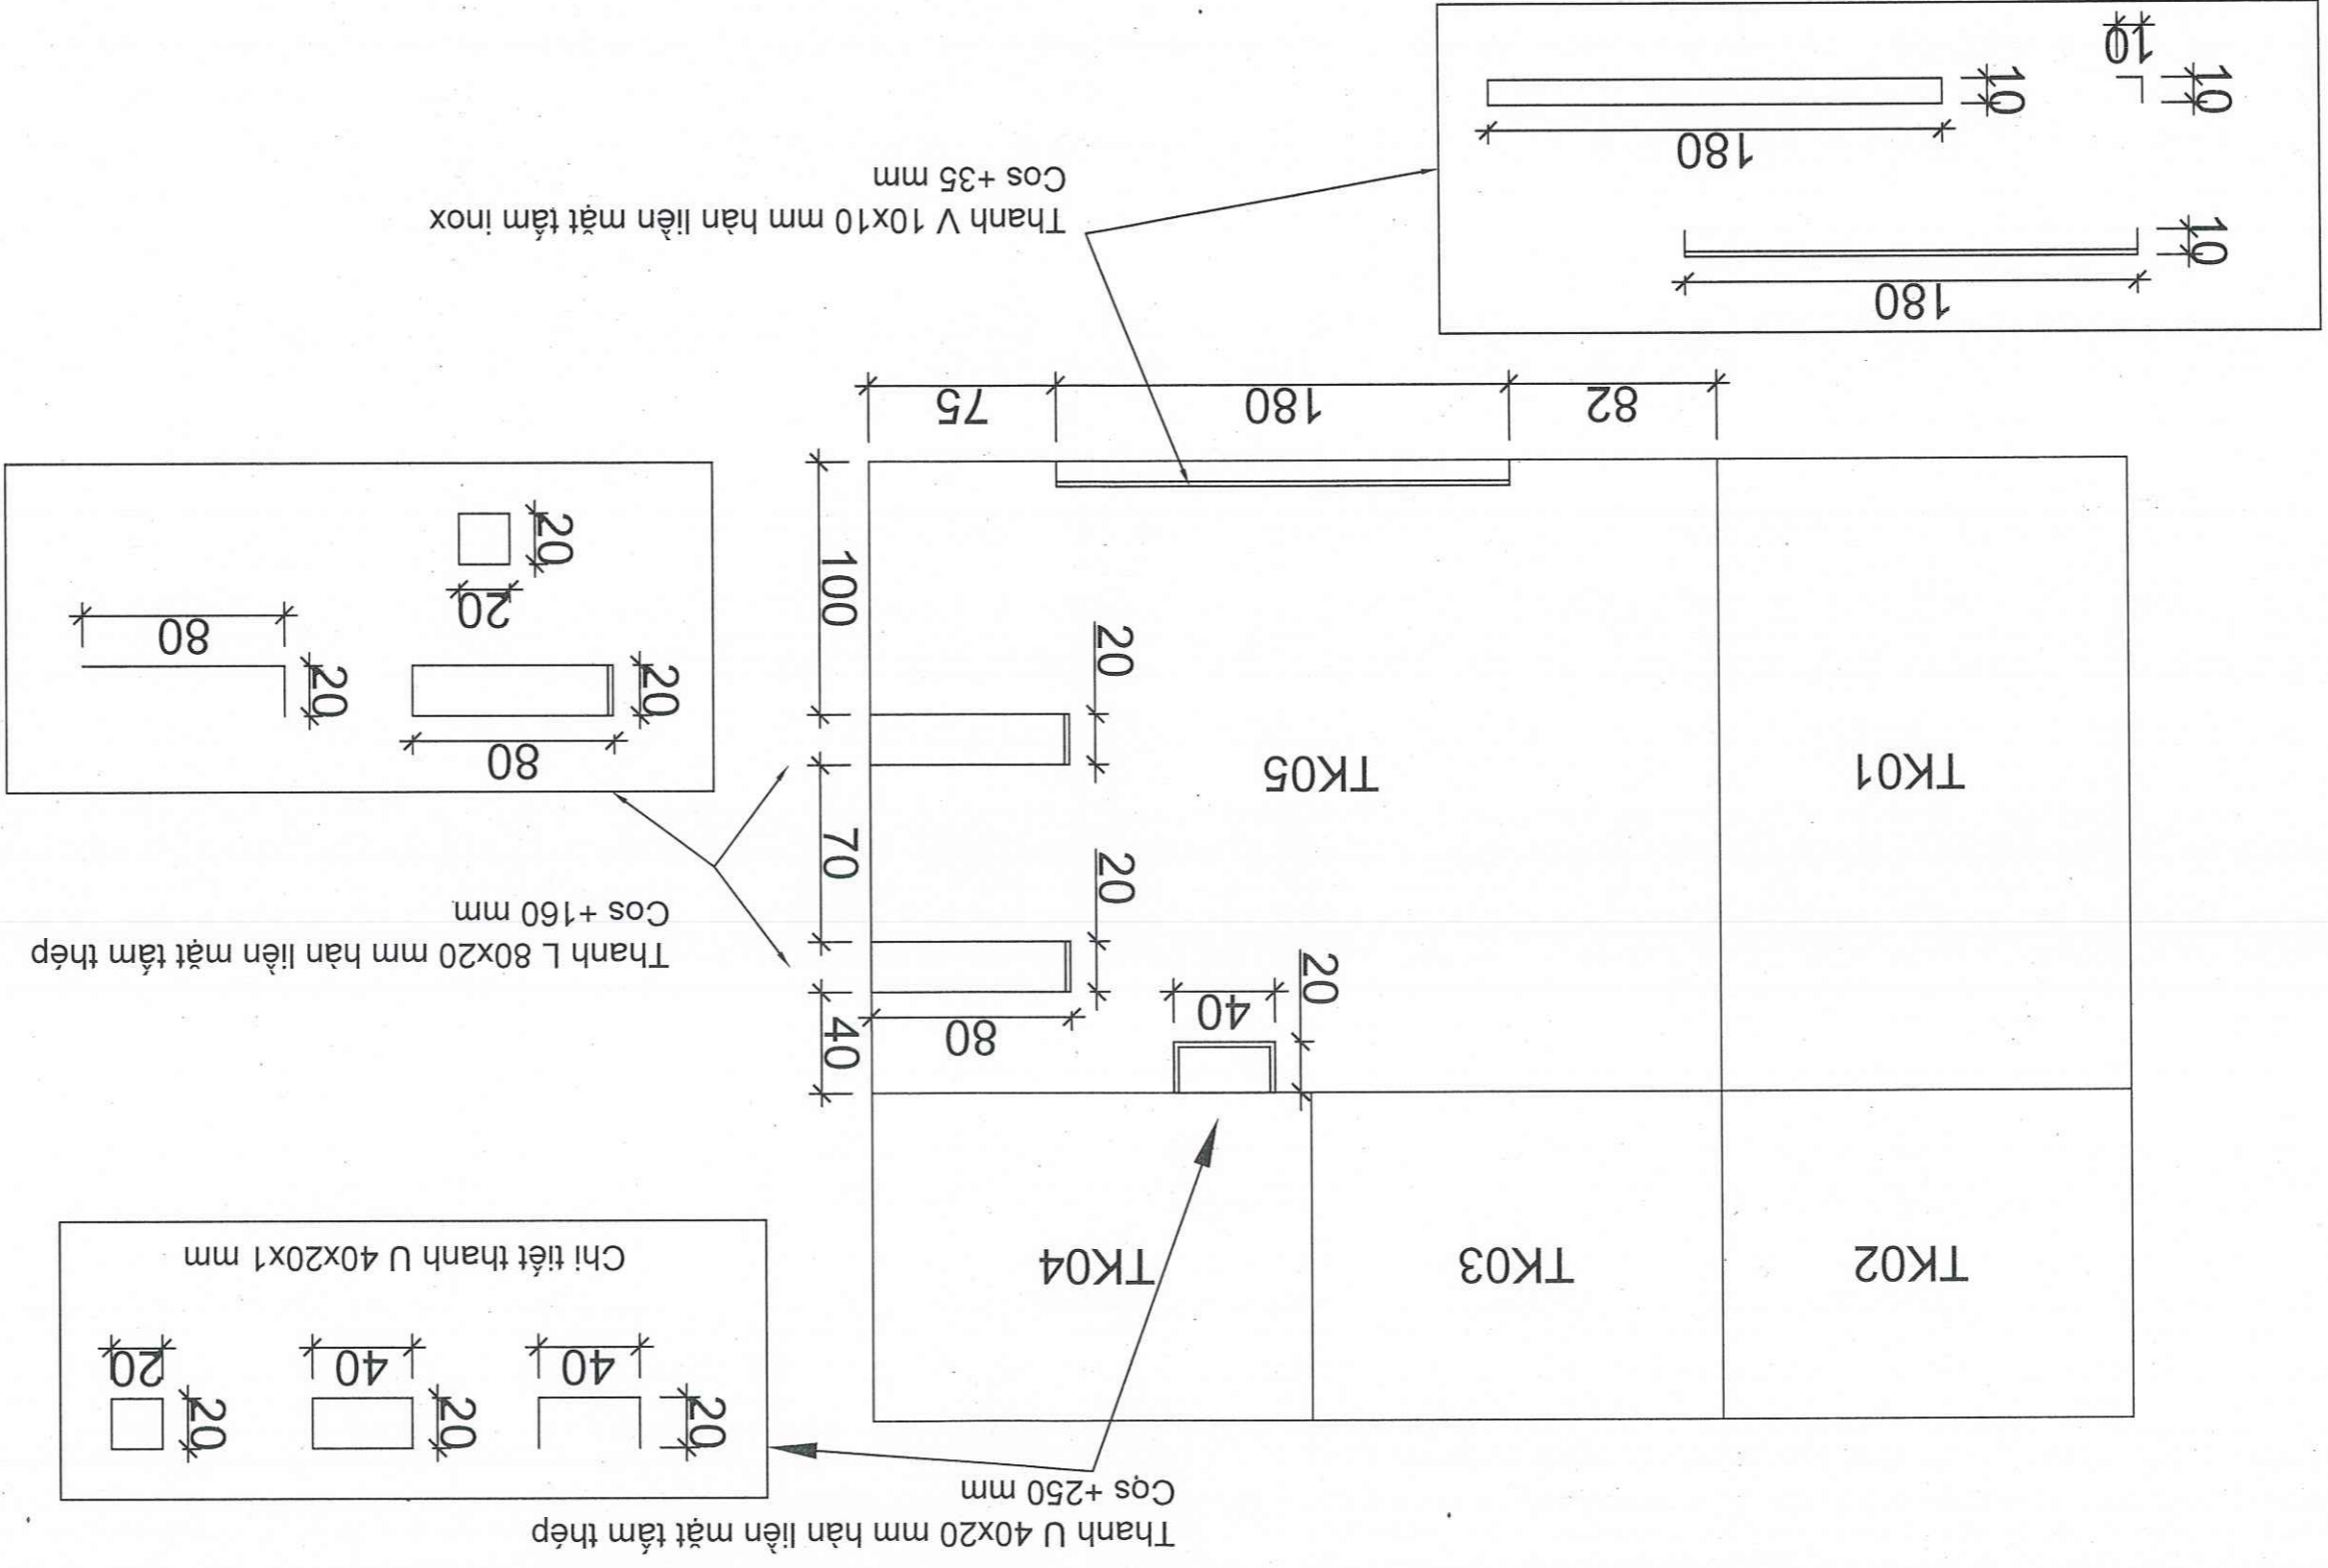 Thanh U 40x20 mm hàn liền mặt tấm thép
Cos +250 mm
20
40
20
40
20
20
Chi tiết thanh U 40x20x1 mm
TK02
TK03
TK04
20
40
80
40
20
70
20
100
TK01
TK05
Thanh L 80x20 mm hàn liền mặt tấm thép
Cos +160 mm
80
20
20
80
20
20
82
180
75
180
10
Thanh V 10x10 mm hàn liền mặt tấm inox
Cos +35 mm
180
10
10
10